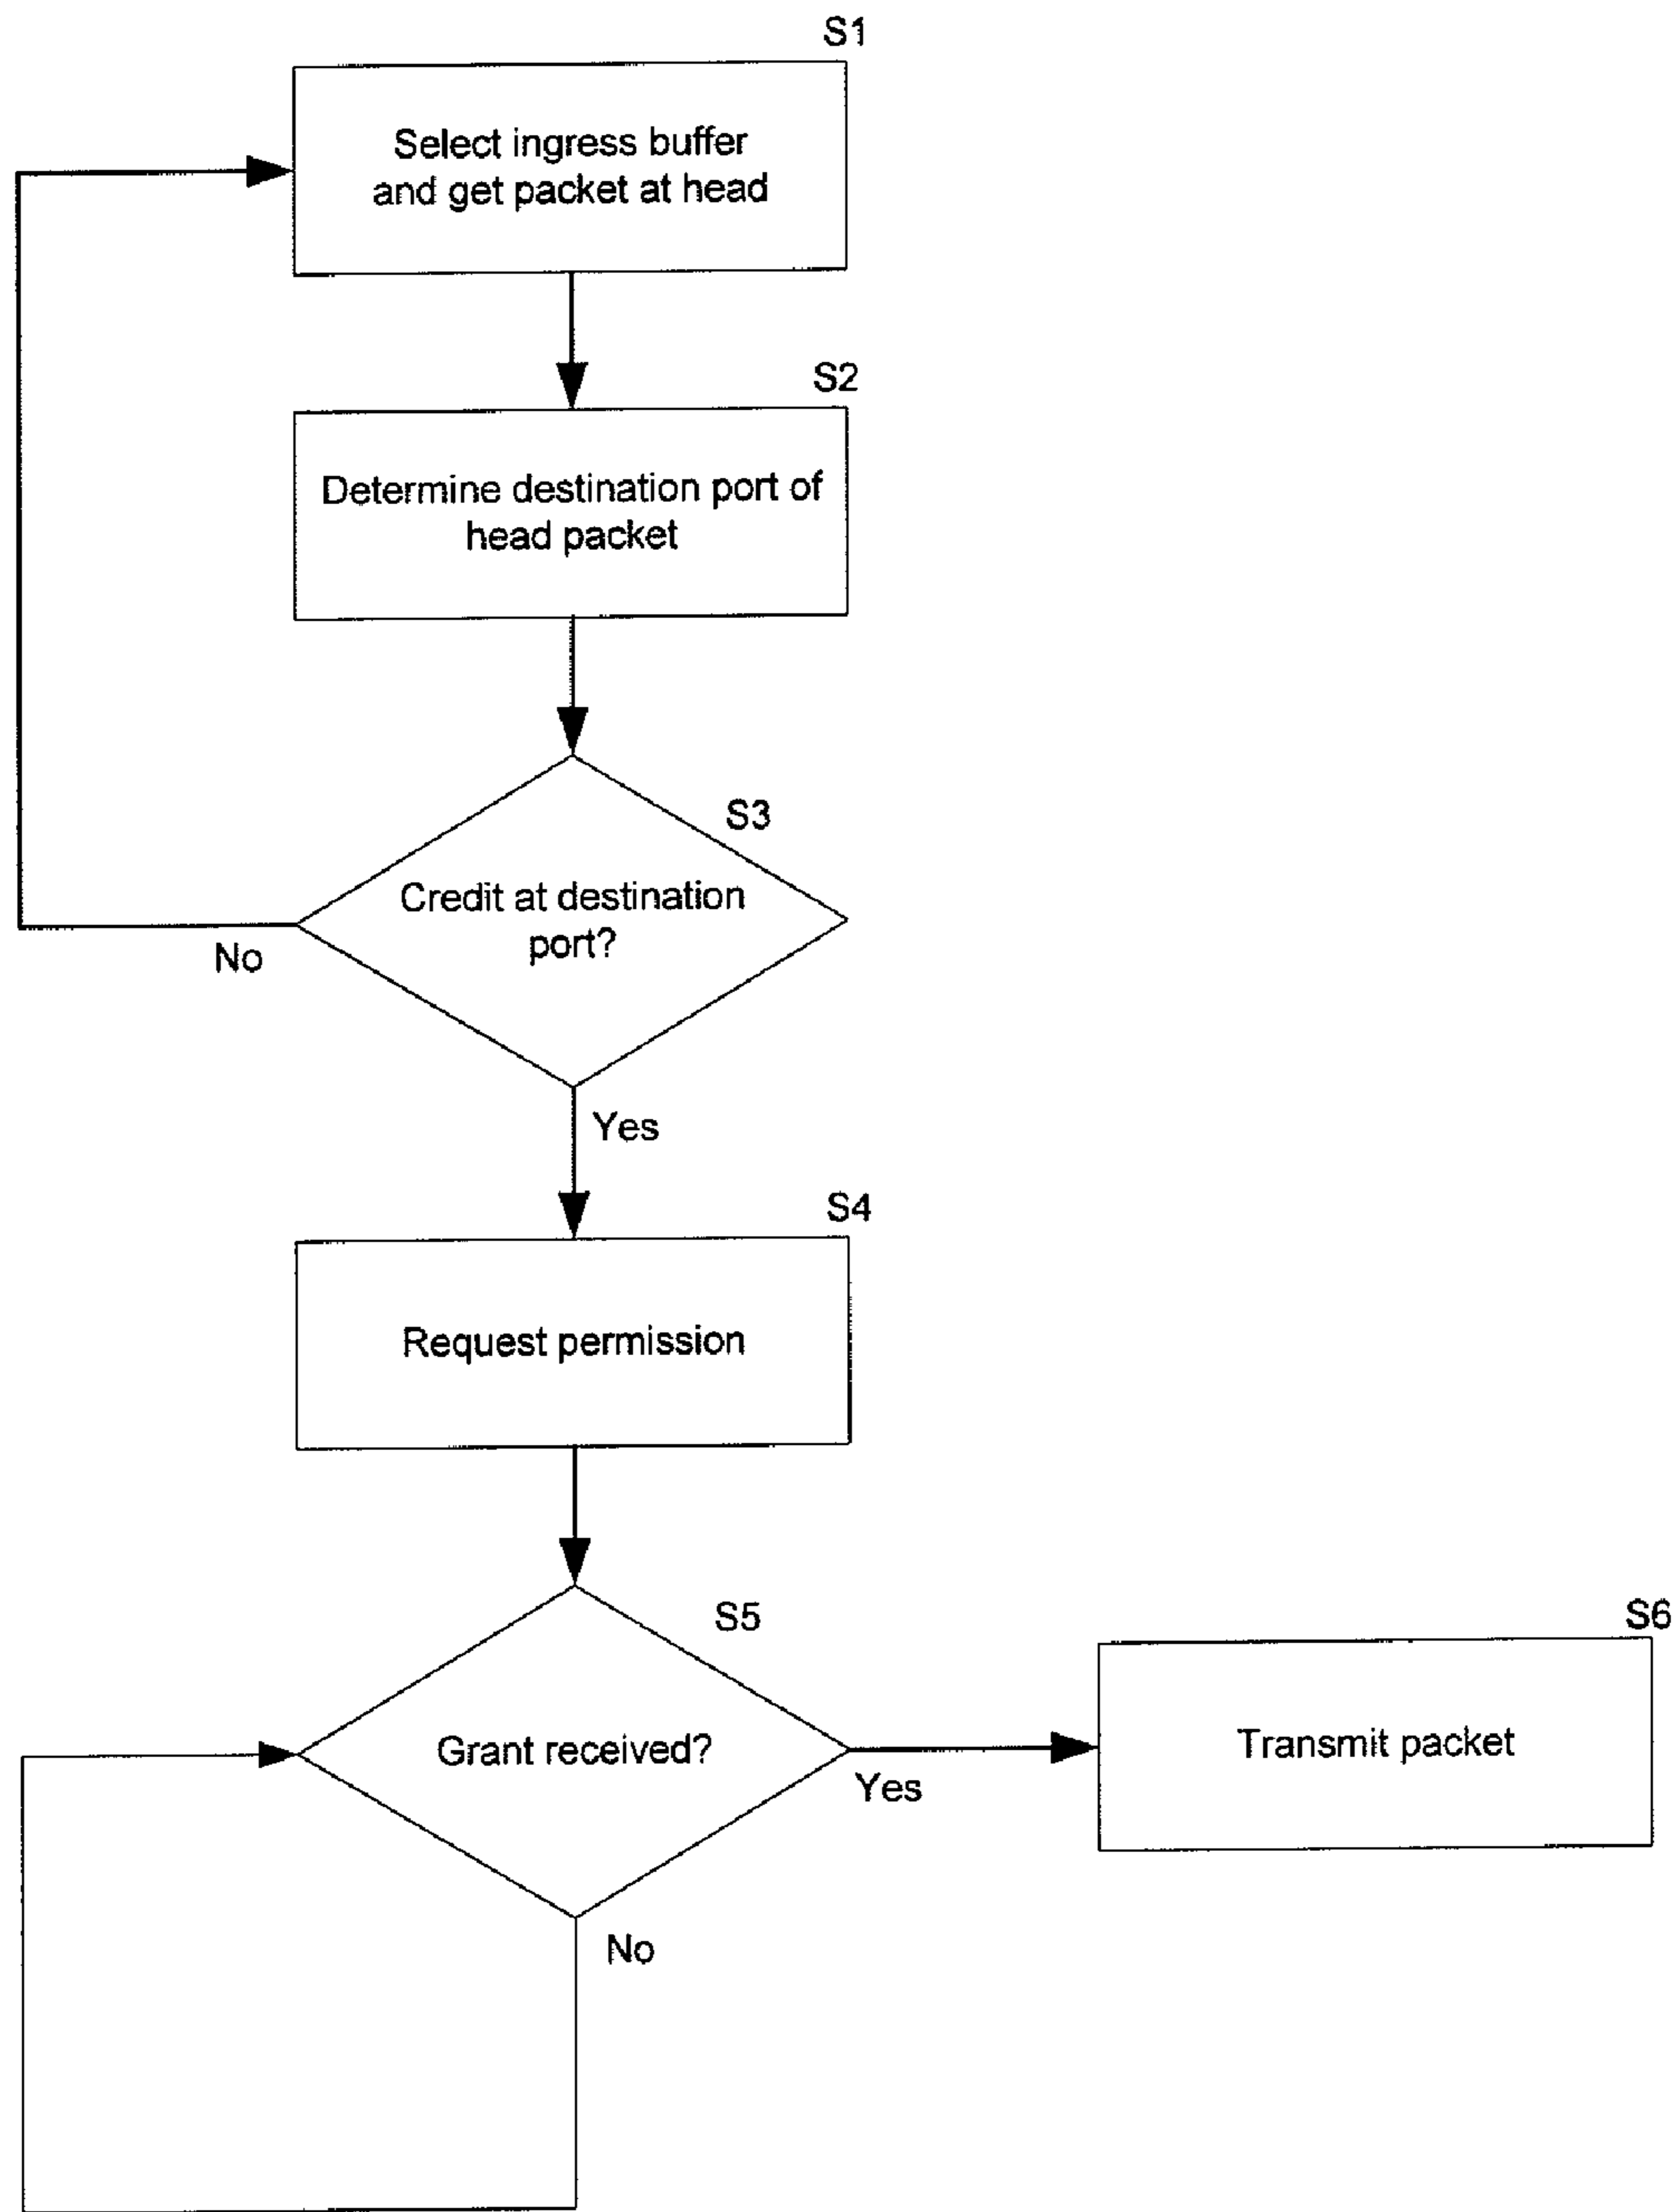 S1
Select ingress buffer
and get packet at head
S2
Determine destination port of
head packet
S3
Credit at destination
port?
No
Yes
S4
Request permission
S5
Grant received?
Yes
No
S6
Transmit packet